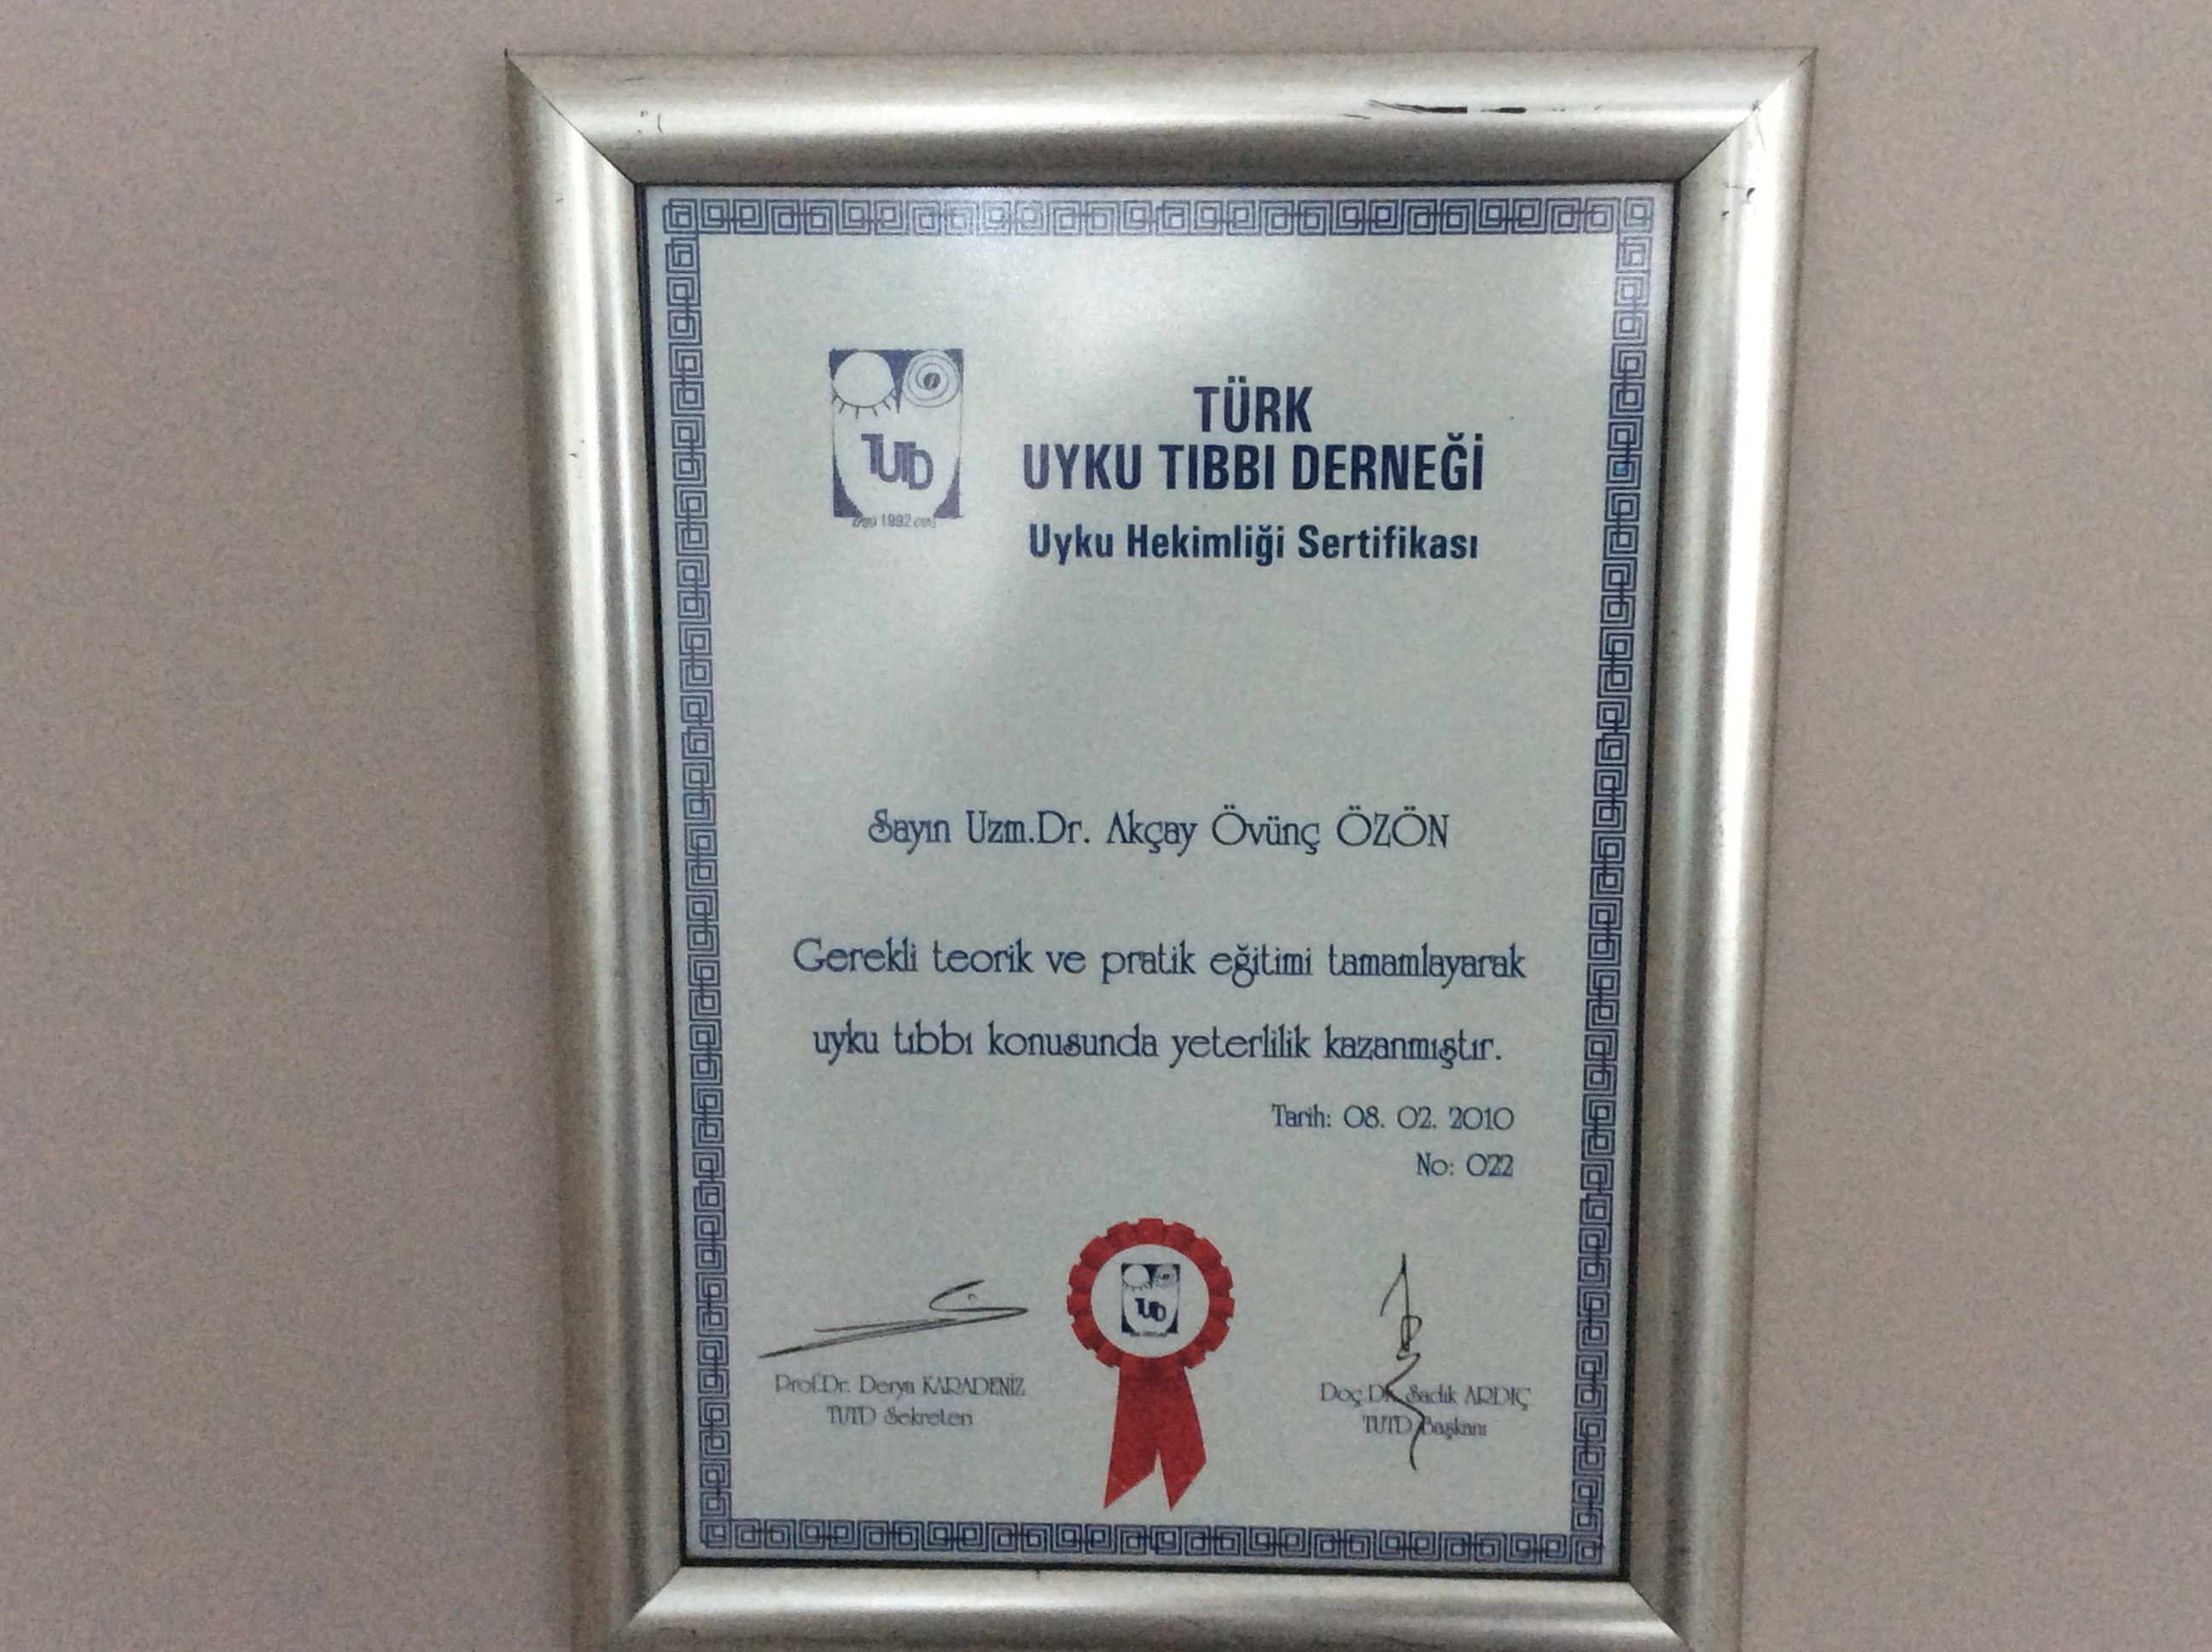 TUTD
1992
TÜRK
UYKU TIBBI DERNEĞİ
Uyku Hekimliği Sertifikası
Sayın Uzm.Dr. Akçay Övünç ÖZÖN
Gerekli teorik ve pratik eğitimi tamamlayarak
uyku tıbbı konusunda yeterlilik kazanmıştır.
Tarih: 08. 02. 2010
No: 022
TUTD
Prof.Dr. Derya KARADENİZ
TUTD Sekreteri
Doç.Dr. Sadık ARDIÇ
TUTD Başkanı